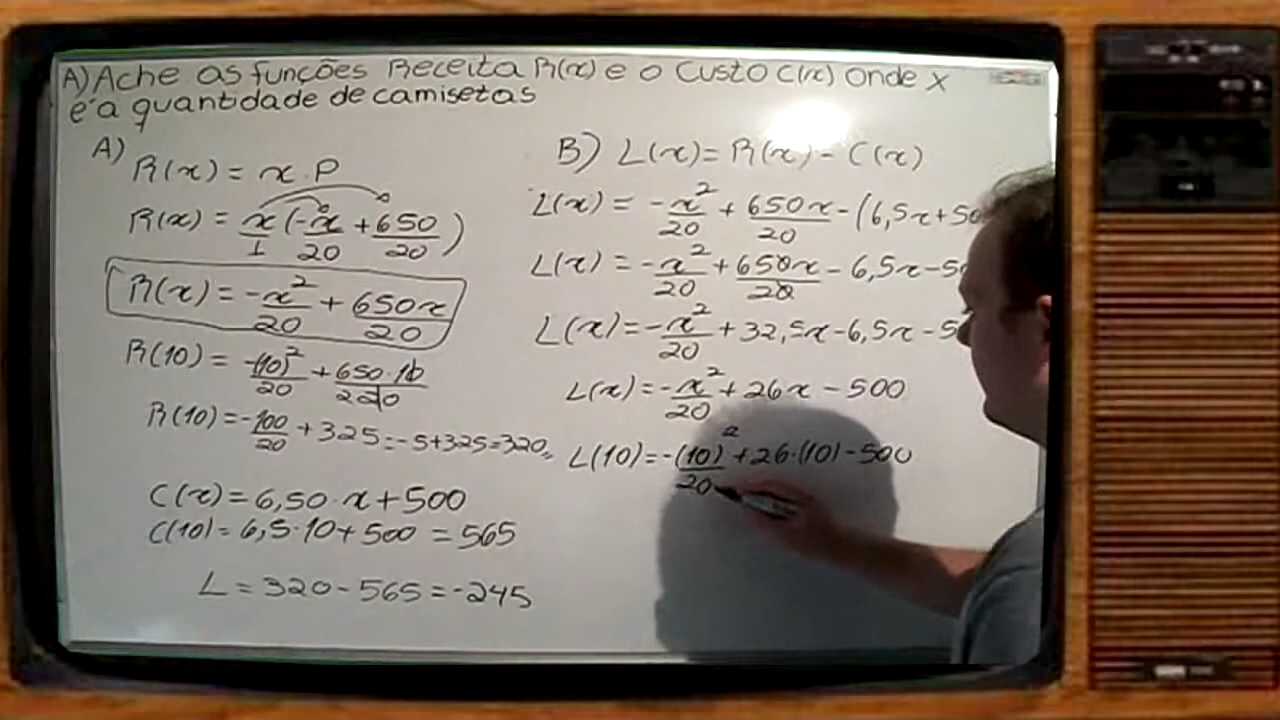 A) Ache as funções Receita R(x) e o Custo C(x) onde x
é a quantidade de camisetas
A)
R(x) = x.P
R(x) = x/1 (-x/20 + 650/20)
R(x) = -x²/20 + 650x/20
R(10) = -(10)²/20 + 650.10/220
R(10) = -100/20 + 325 = -5+325=320,,
C(x) = 6,50.x+500
C(10) = 6,5.10+500 = 565
L = 320-565=-245
B) L(x) = R(x) - C(x)
L(x) = -x²/20 + 650x/20 - (6,5x+50
L(x) = -x²/20 + 650x/20 - 6,5x-50
L(x) = -x²/20 + 32,5x-6,5x-50
L(x) = -x²/20 + 26x - 500
L(10) = -(10)²/20 + 26.(10)-500